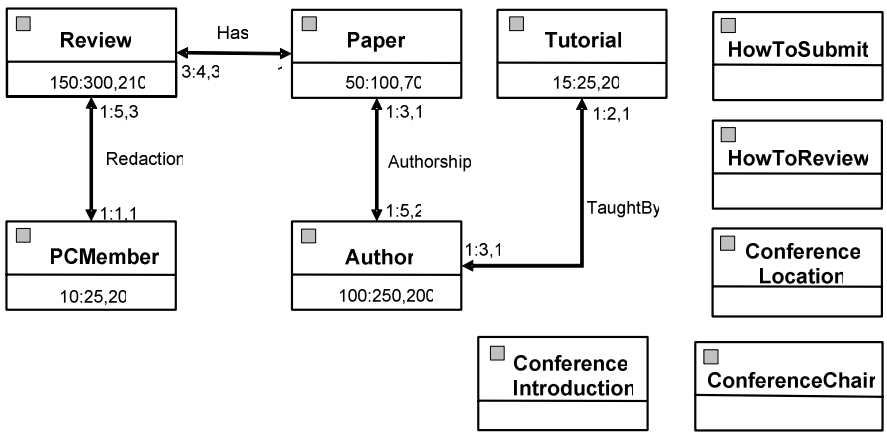 Review
150:300,210
Has
3:4,3
Paper
50:100,70
Tutorial
15:25,20
HowToSubmit
1:5,3
1:3,1
1:2,1
Redaction
Authorship
HowToReview
1:1,1
1:5,2
TaughtBy
PCMember
10:25,20
Author
100:250,200
1:3,1
Conference
Location
Conference
Introduction
ConferenceChair